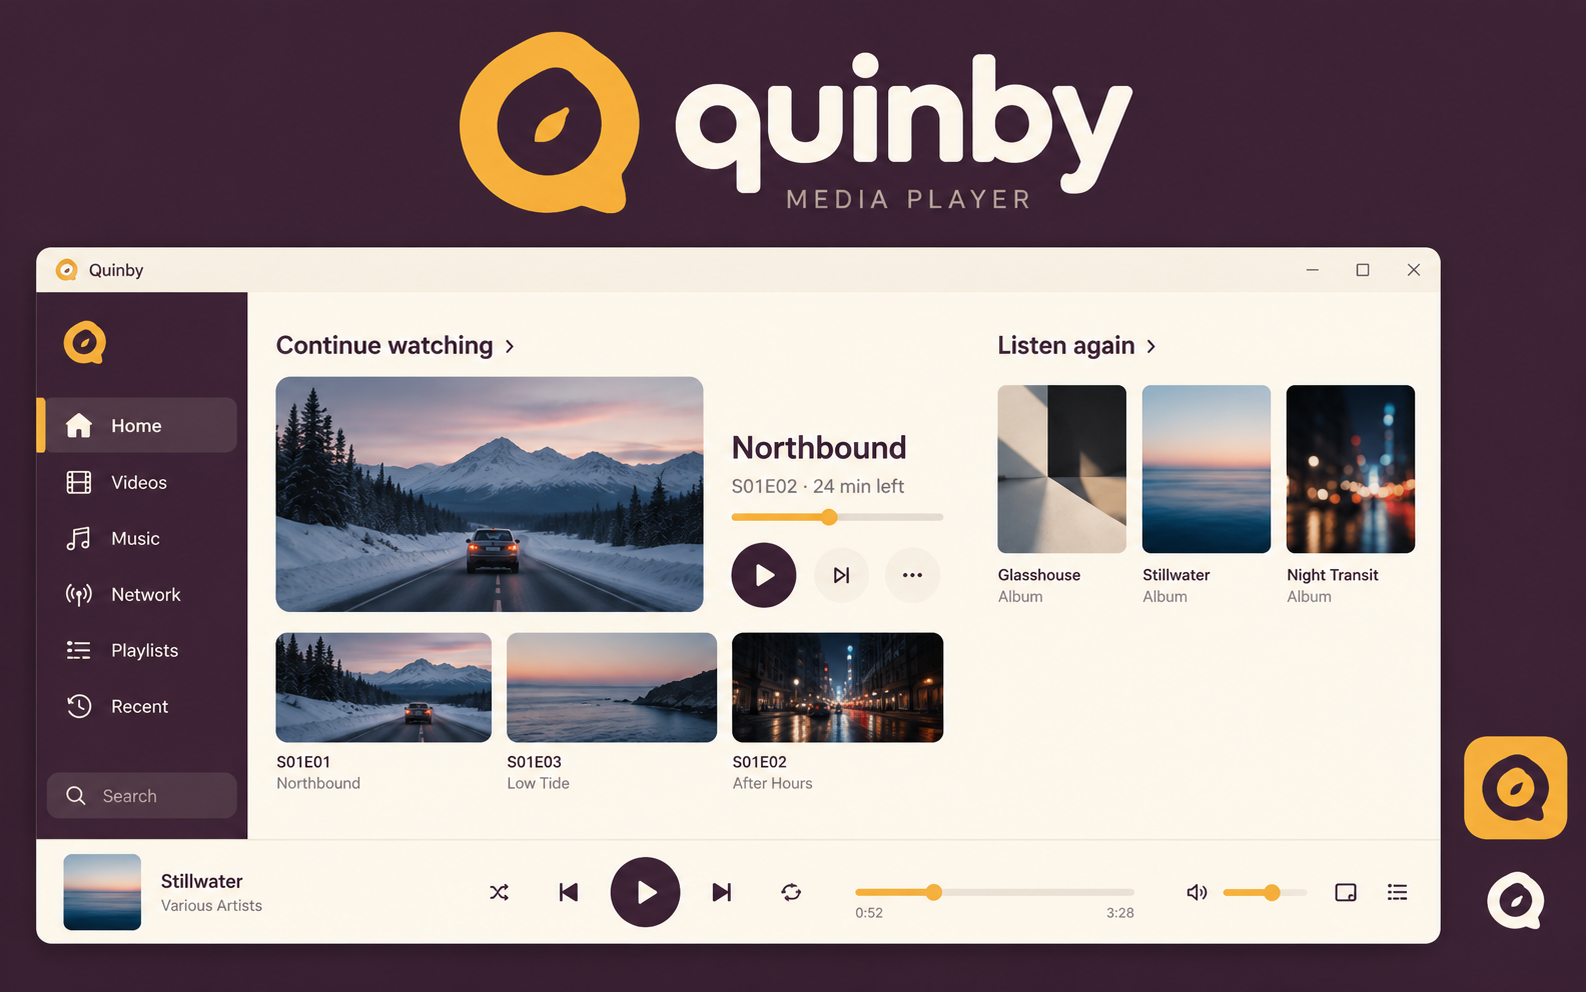 quinby
MEDIA PLAYER
Quinby
Home
Videos
Music
Network
Playlists
Recent
Search
Continue watching
Northbound
S01E02 · 24 min left
S01E01
Northbound
S01E03
Low Tide
S01E02
After Hours
Listen again
Glasshouse
Album
Stillwater
Album
Night Transit
Album
Stillwater
Various Artists
0:52
3:28